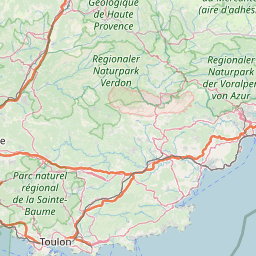 Géologique
de Haute
Provence
(aire d'adhés
Regionaler
Naturpark
Verdon
Regionaler
Naturpark
der Voralpen
von Azur
Parc naturel
régional
de la Sainte-
Baume
Toulon